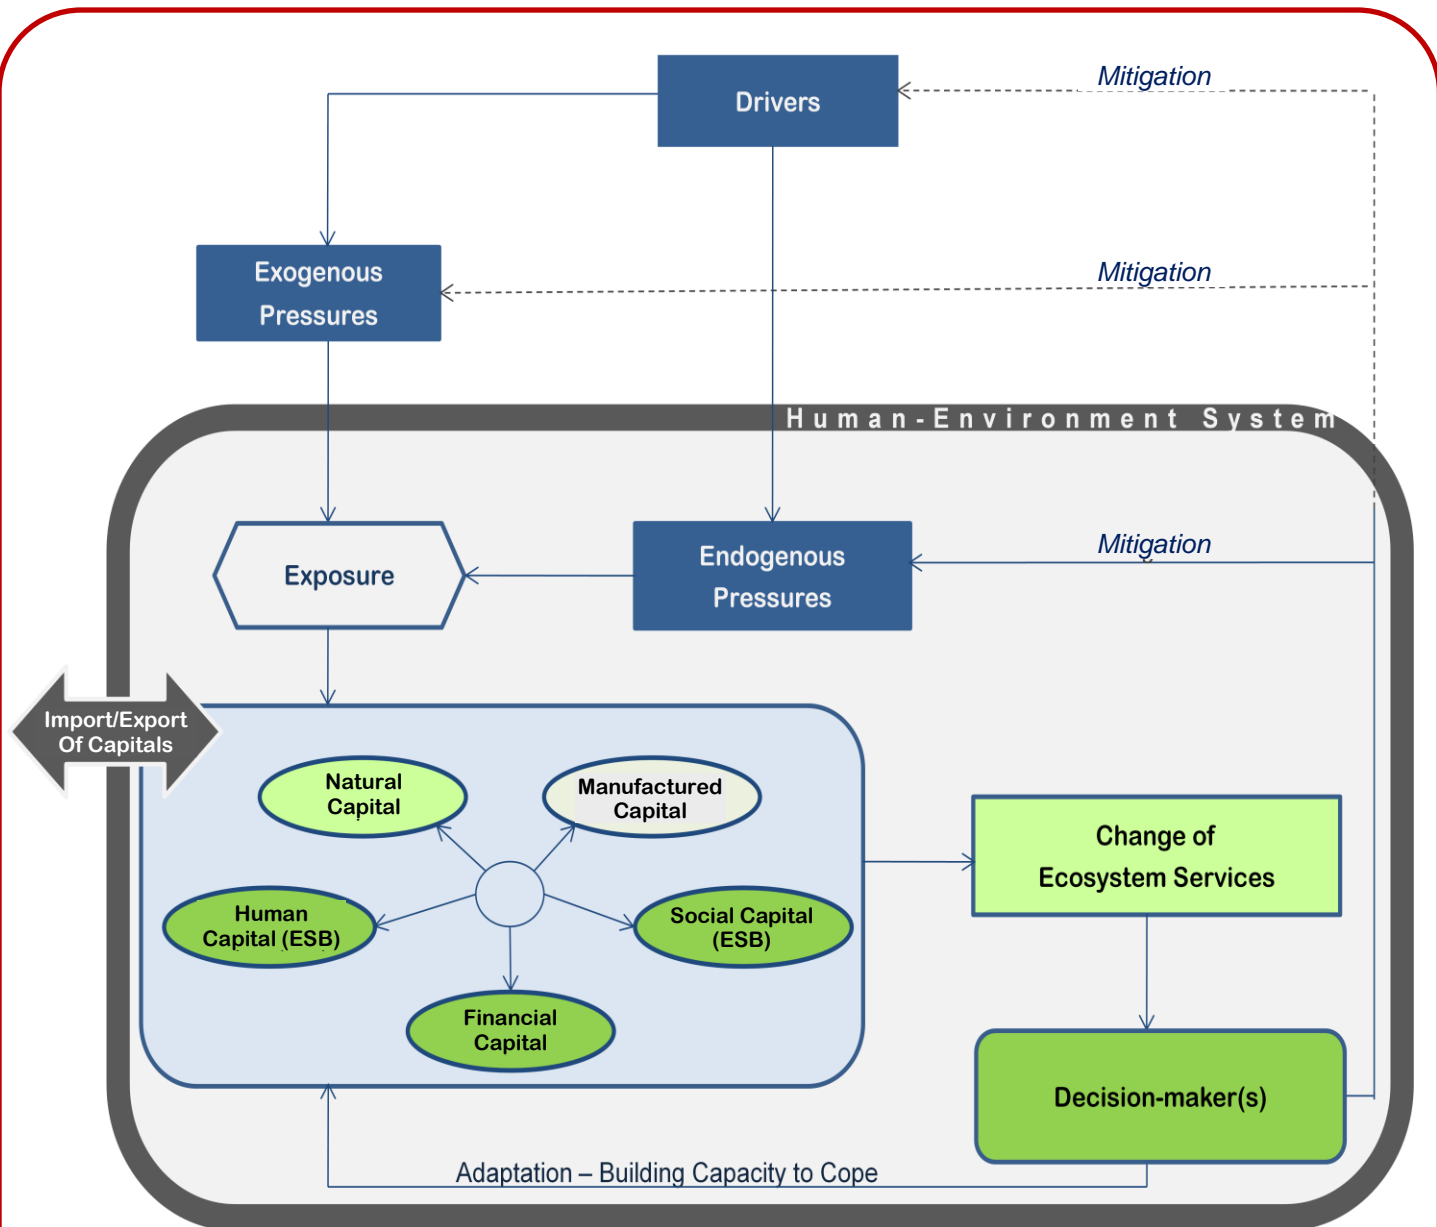 Drivers
Mitigation
Exogenous
Pressures
Mitigation
Human-Environment System
Exposure
Endogenous
Pressures
Mitigation
Import/Export
Of Capitals
Natural
Capital
Manufactured
Capital
Human
Capital (ESB)
Social Capital
(ESB)
Financial
Capital
Change of
Ecosystem Services
Decision-maker(s)
Adaptation – Building Capacity to Cope